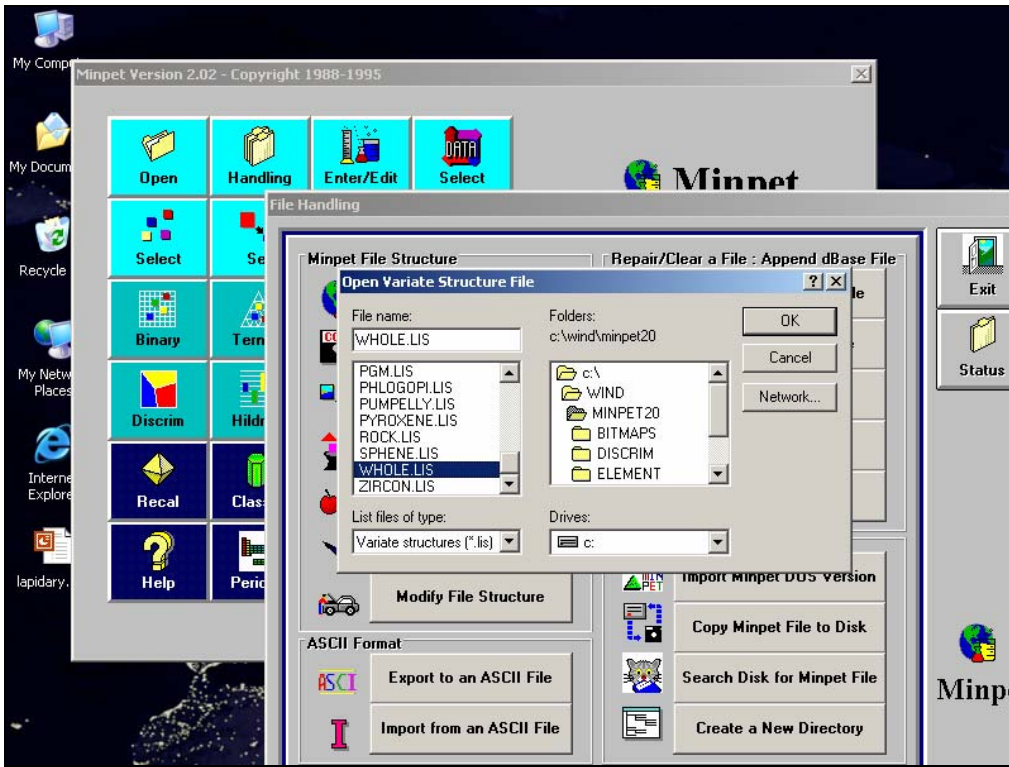 My Comp
My Docum
Recycle
My Netw
Places
Interne
Explore
lapidary.
Minpet Version 2.02 - Copyright 1988-1995
Open
Handling
Enter/Edit
Select
DATA
Select
Se
Binary
Tern
Discrim
Hildr
Recal
Clas
Help
Perio
Minpet
File Handling
Minpet File Structure
Repair/Clear a File : Append dBase File
le
Exit
Status
Open Variate Structure File
File name:
WHOLE.LIS
PGM.LIS
PHLOGOPI.LIS
PUMPELLY.LIS
PYROXENE.LIS
ROCK.LIS
SPHENE.LIS
WHOLE.LIS
ZIRCON.LIS
List files of type:
Variate structures (*.lis)
Folders:
c:\wind\minpet20
c:\
WIND
MINPET20
BITMAPS
DISCRIM
ELEMENT
Drives:
c:
OK
Cancel
Network...
Modify File Structure
ASCII Format
ASCI
Export to an ASCII File
I
Import from an ASCII File
MIN
PET
Import Minpet DOS Version
Copy Minpet File to Disk
Search Disk for Minpet File
Create a New Directory
Minp